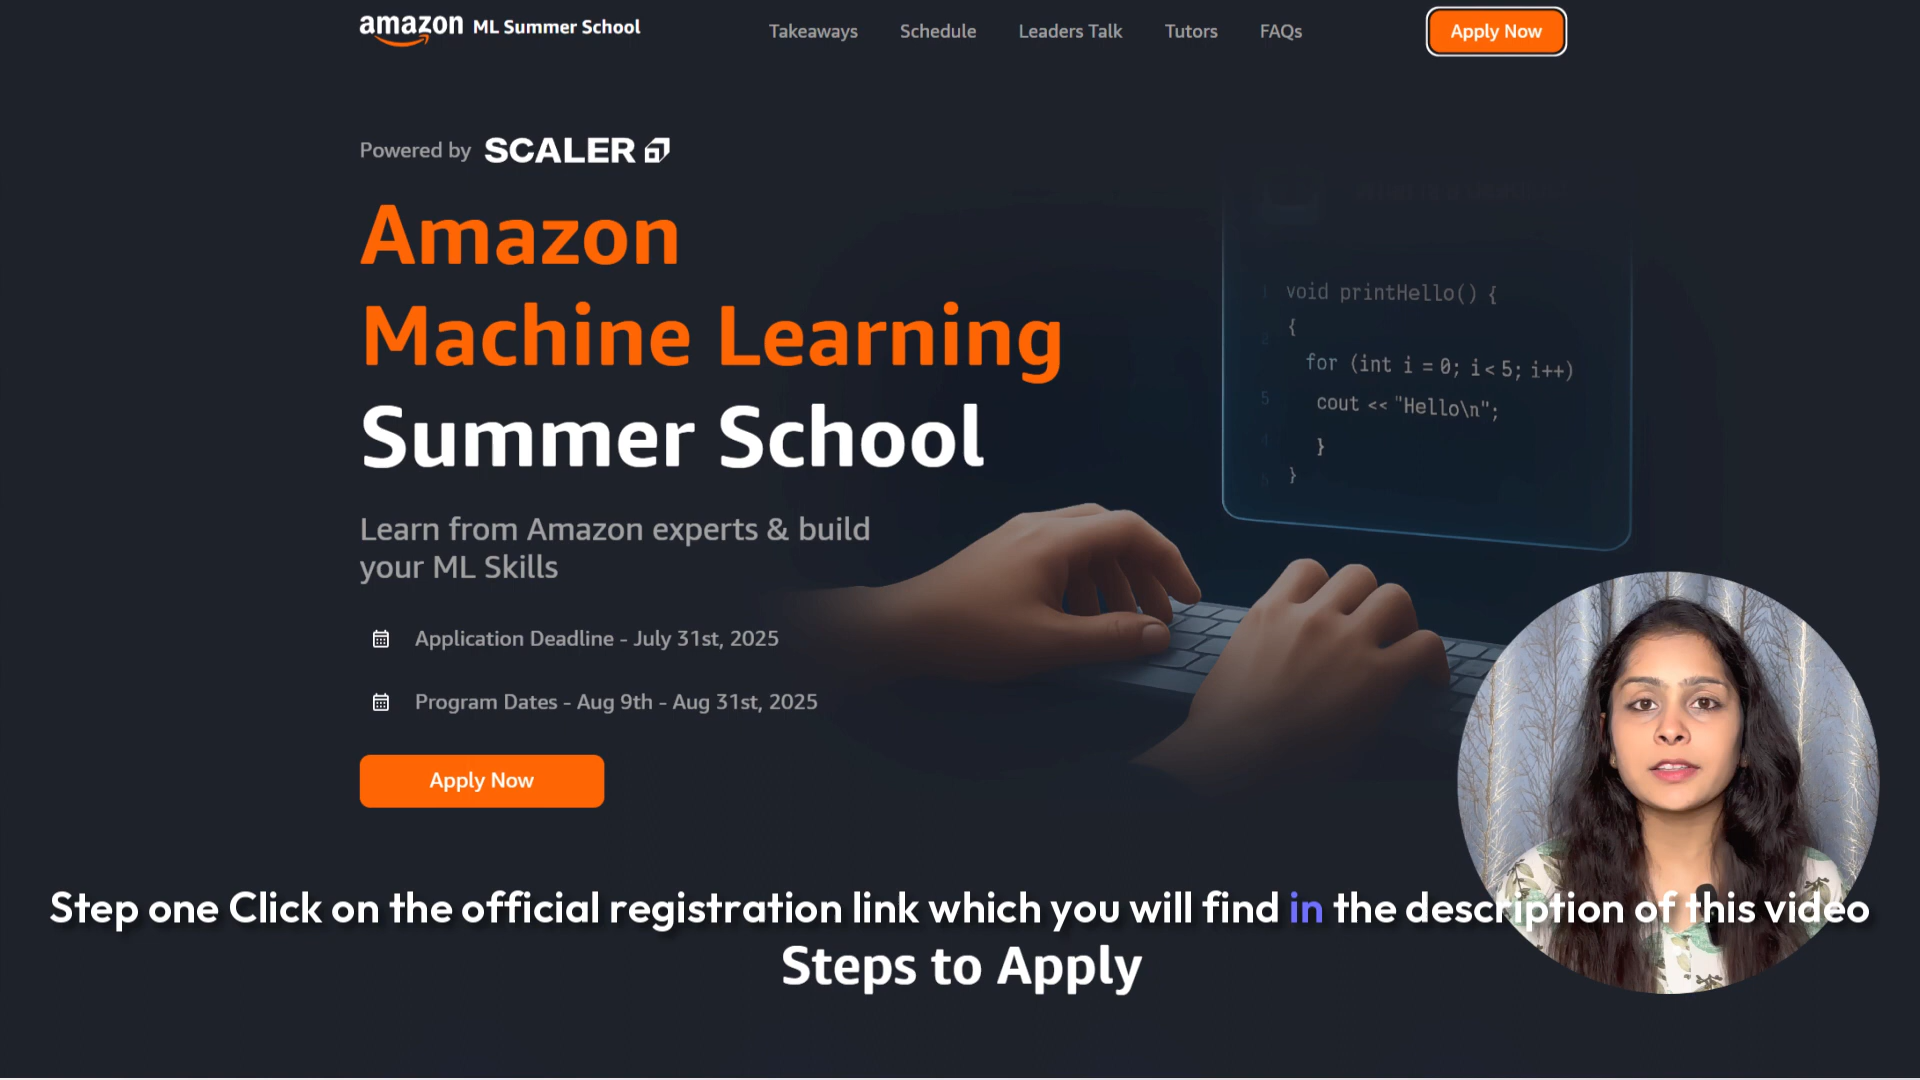 amazon ML Summer School
Takeaways
Schedule
Leaders Talk
Tutors
FAQs
Apply Now
Powered by SCALER
Amazon
Machine Learning
Summer School
Learn from Amazon experts & build
your ML Skills
Application Deadline - July 31st, 2025
Program Dates - Aug 9th - Aug 31st, 2025
Apply Now
void printHello() {
{
for (int i = 0; i< 5; i++)
cout << "Hello\n";
}
}
Step one Click on the official registration link which you will find in the description of this video
Steps to Apply